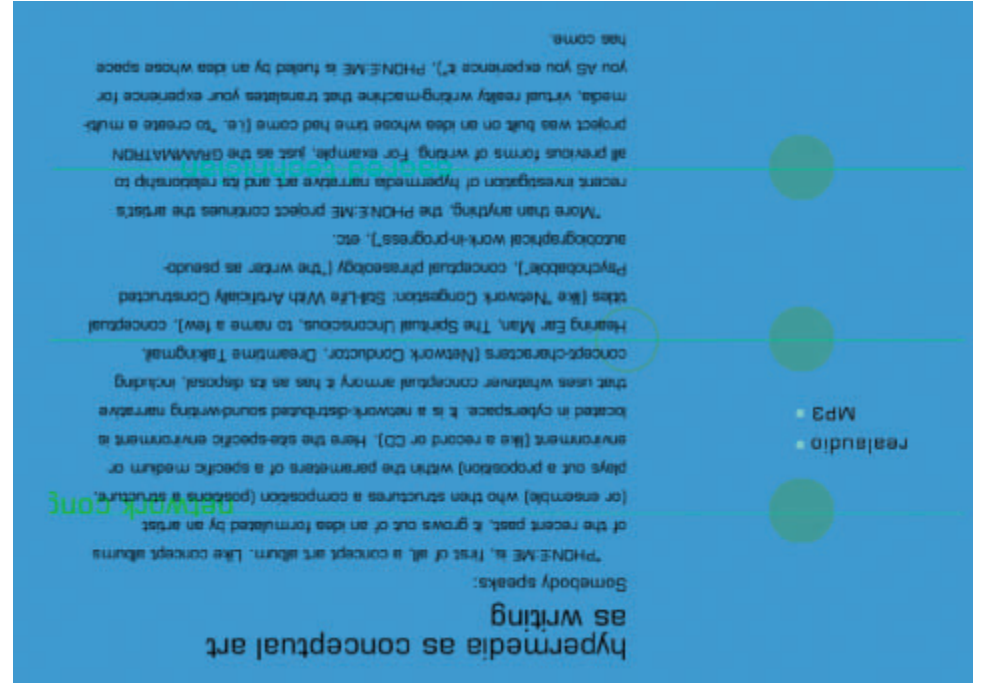 hypermedia as conceptual art
as writing
Somebody speaks:
"PHON:E:ME is, first of all, a concept art album. Like concept albums
of the recent past, it grows out of an idea formulated by an artist
(or ensemble) who then structures a composition (positions a structure,
plays out a proposition) within the parameters of a specific medium or
environment (like a record or CD). Here the site-specific environment is
located in cyberspace. It is a network-distributed sound-writing narrative
that uses whatever conceptual armory it has as its disposal, including
concept-characters (Network Conductor, Dreamtime Talkingmail,
Hearing Ear Man, The Spiritual Unconscious, to name a few), conceptual
titles (like "Network Congestion: Still-Life With Artificially Constructed
Psychobabble"), conceptual phraseology ("the writer as pseudo-
autobiographical work-in-progress"), etc.
"More than anything, the PHON:E:ME project continues the artist's
recent investigation of hypermedia narrative art and its relationship to
all previous forms of writing. For example, just as the GRAMMATRON
project was built on an idea whose time had come (i.e. "to create a multi-
media, virtual reality writing-machine that translates your experience for
you AS you experience it"), PHON:E:ME is fueled by an idea whose space
has come.
realaudio
MP3
network cong
sacred technician